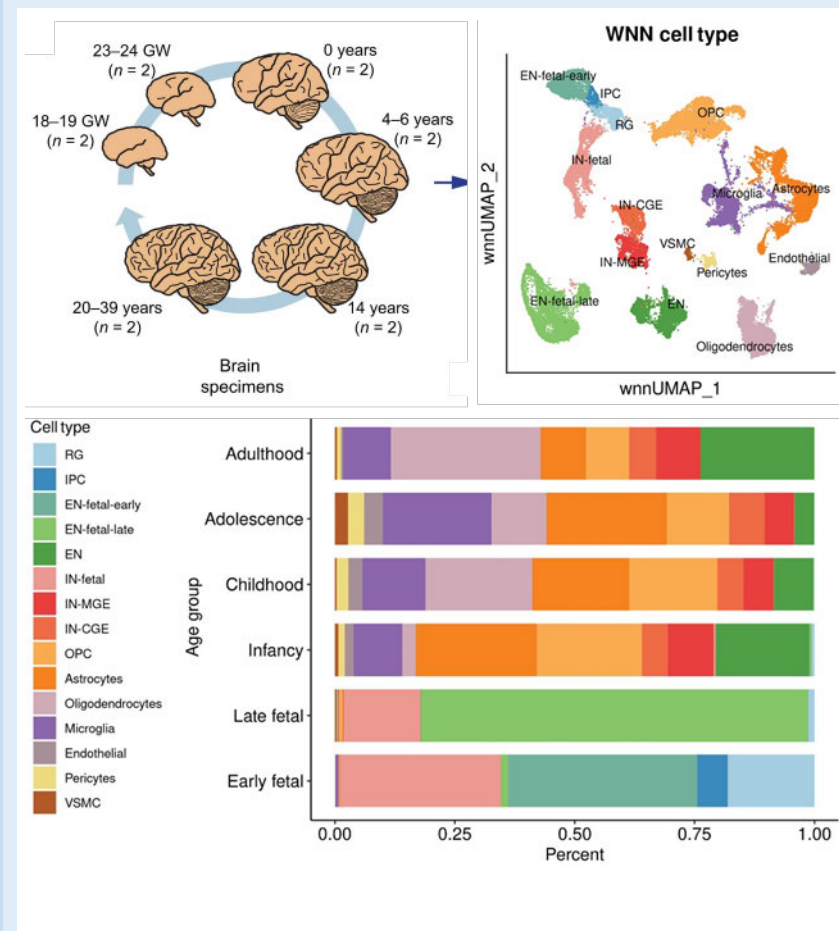 23–24 GW
(n = 2)
0 years
(n = 2)
18–19 GW
(n = 2)
4–6 years
(n = 2)
20–39 years
(n = 2)
14 years
(n = 2)
Brain
specimens
WNN cell type
EN-fetal-early
IPC
RG
OPC
IN-fetal
Microglia
Astrocytes
IN-CGE
VSMC
IN-MGE
Pericytes
Endothelial
EN-fetal-late
EN
Oligodendrocytes
wnnUMAP_2
wnnUMAP_1
Cell type
RG
IPC
EN-fetal-early
EN-fetal-late
EN
IN-fetal
IN-MGE
IN-CGE
OPC
Astrocytes
Oligodendrocytes
Microglia
Endothelial
Pericytes
VSMC
Age group
Adulthood
Adolescence
Childhood
Infancy
Late fetal
Early fetal
0.00 0.25 0.50 0.75 1.00
Percent